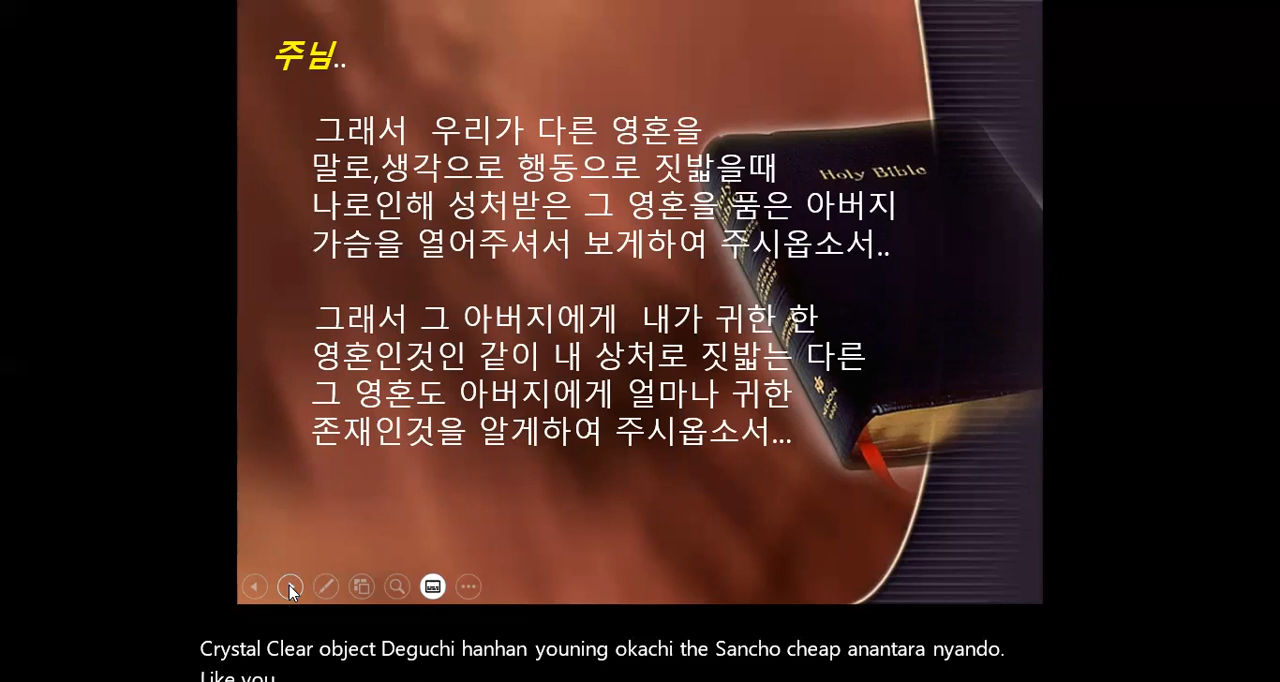 주님..
그래서 우리가 다른 영혼을
말로,생각으로 행동으로 짓밟을때
나로인해 성처받은 그 영혼을 품은 아버지
가슴을 열어주셔서 보게하여 주시옵소서..
그래서 그 아버지에게 내가 귀한 한
영혼인것인 같이 내 상처로 짓밟는 다른
그 영혼도 아버지에게 얼마나 귀한
존재인것을 알게하여 주시옵소서...
Holy Bible
Crystal Clear object Deguchi hanhan youning okachi the Sancho cheap anantara nyando.
Like you